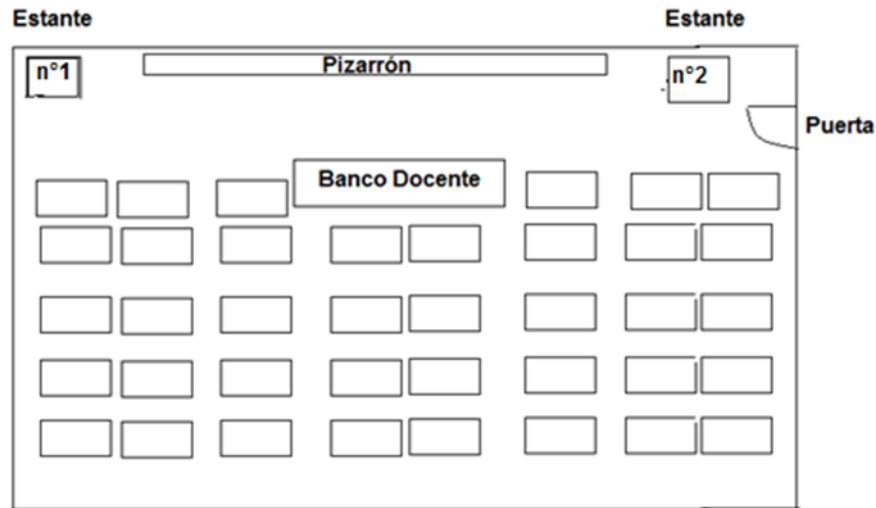 Estante
Estante
n°1
Pizarrón
n°2
Puerta
Banco Docente